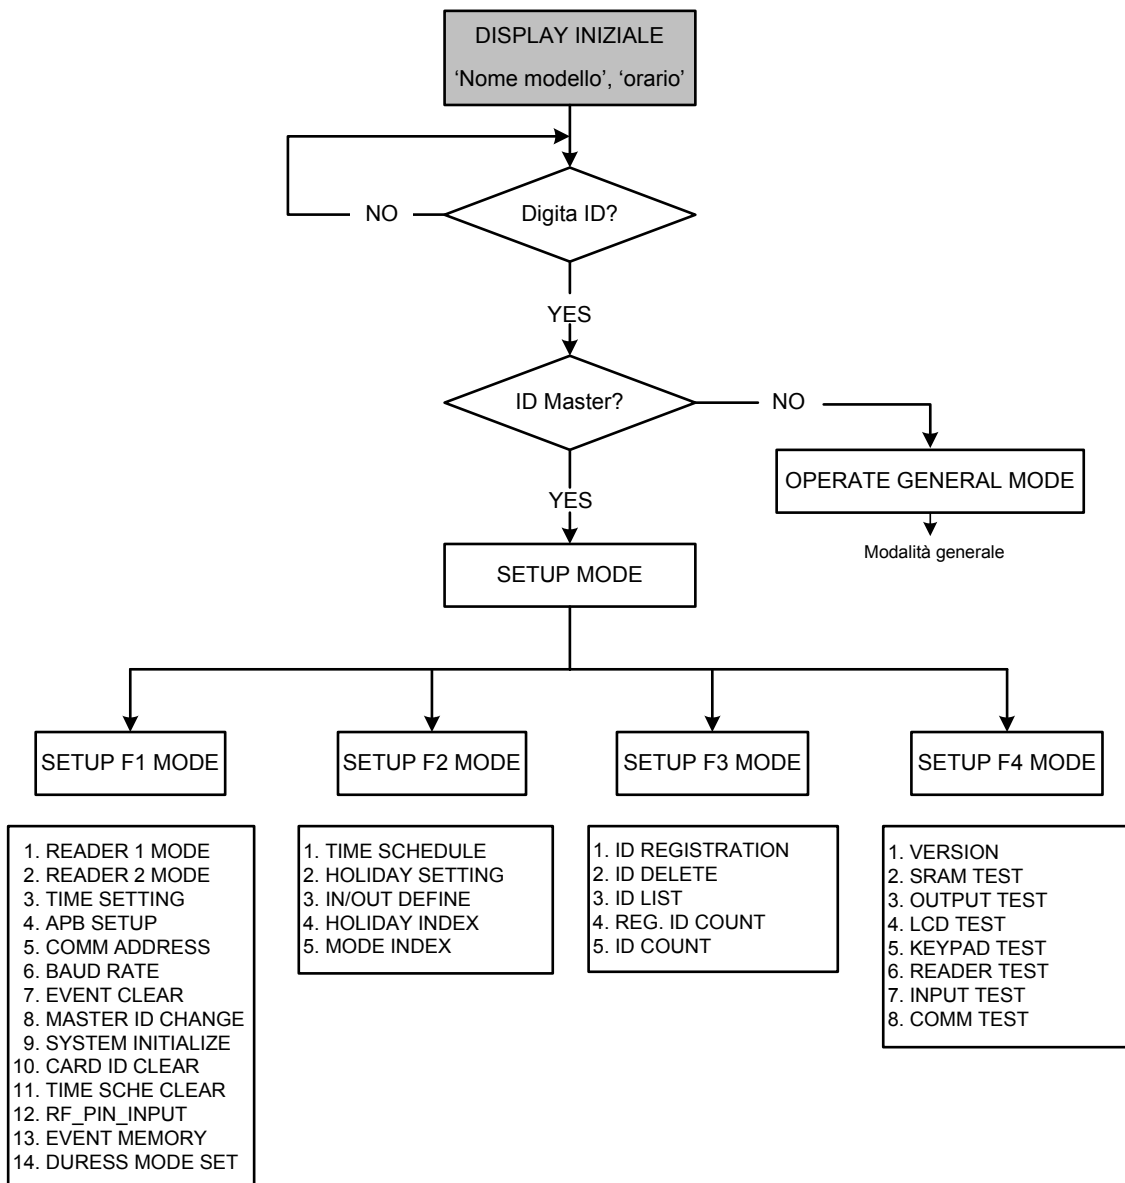 DISPLAY INIZIALE
‘Nome modello’, ‘orario’
Digita ID?
NO
YES
ID Master?
NO
OPERATE GENERAL MODE
Modalità generale
YES
SETUP MODE
SETUP F1 MODE
SETUP F2 MODE
SETUP F3 MODE
SETUP F4 MODE
1. READER 1 MODE
2. READER 2 MODE
3. TIME SETTING
4. APB SETUP
5. COMM ADDRESS
6. BAUD RATE
7. EVENT CLEAR
8. MASTER ID CHANGE
9. SYSTEM INITIALIZE
10. CARD ID CLEAR
11. TIME SCHE CLEAR
12. RF_PIN_INPUT
13. EVENT MEMORY
14. DURESS MODE SET
1. TIME SCHEDULE
2. HOLIDAY SETTING
3. IN/OUT DEFINE
4. HOLIDAY INDEX
5. MODE INDEX
1. ID REGISTRATION
2. ID DELETE
3. ID LIST
4. REG. ID COUNT
5. ID COUNT
1. VERSION
2. SRAM TEST
3. OUTPUT TEST
4. LCD TEST
5. KEYPAD TEST
6. READER TEST
7. INPUT TEST
8. COMM TEST